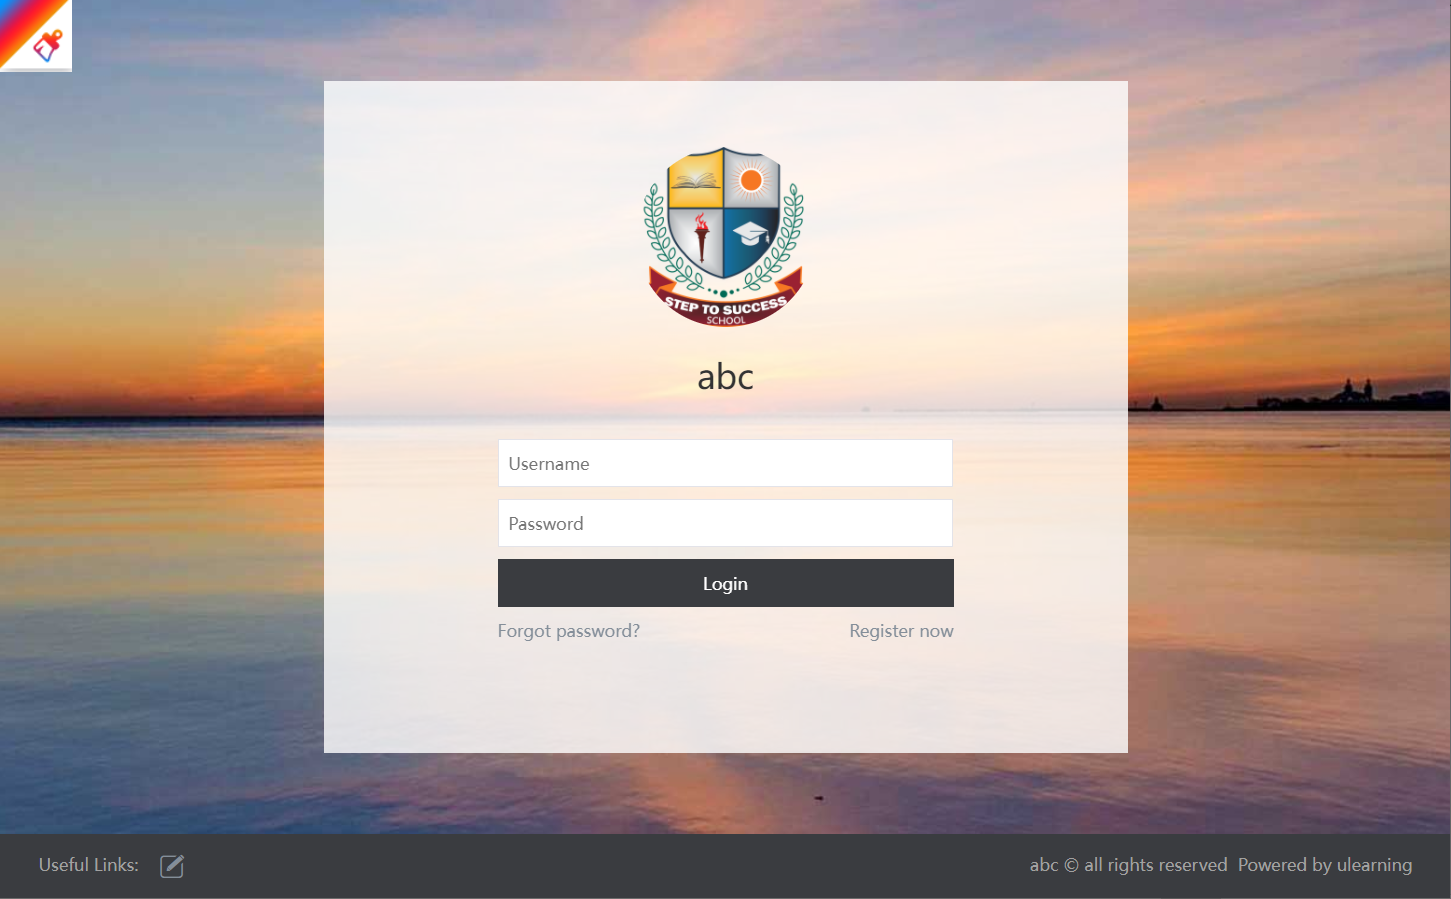 STEP TO SUCCESS
SCHOOL
abc
Username
Password
Login
Forgot password? Register now
Useful Links: abc © all rights reserved Powered by ulearning